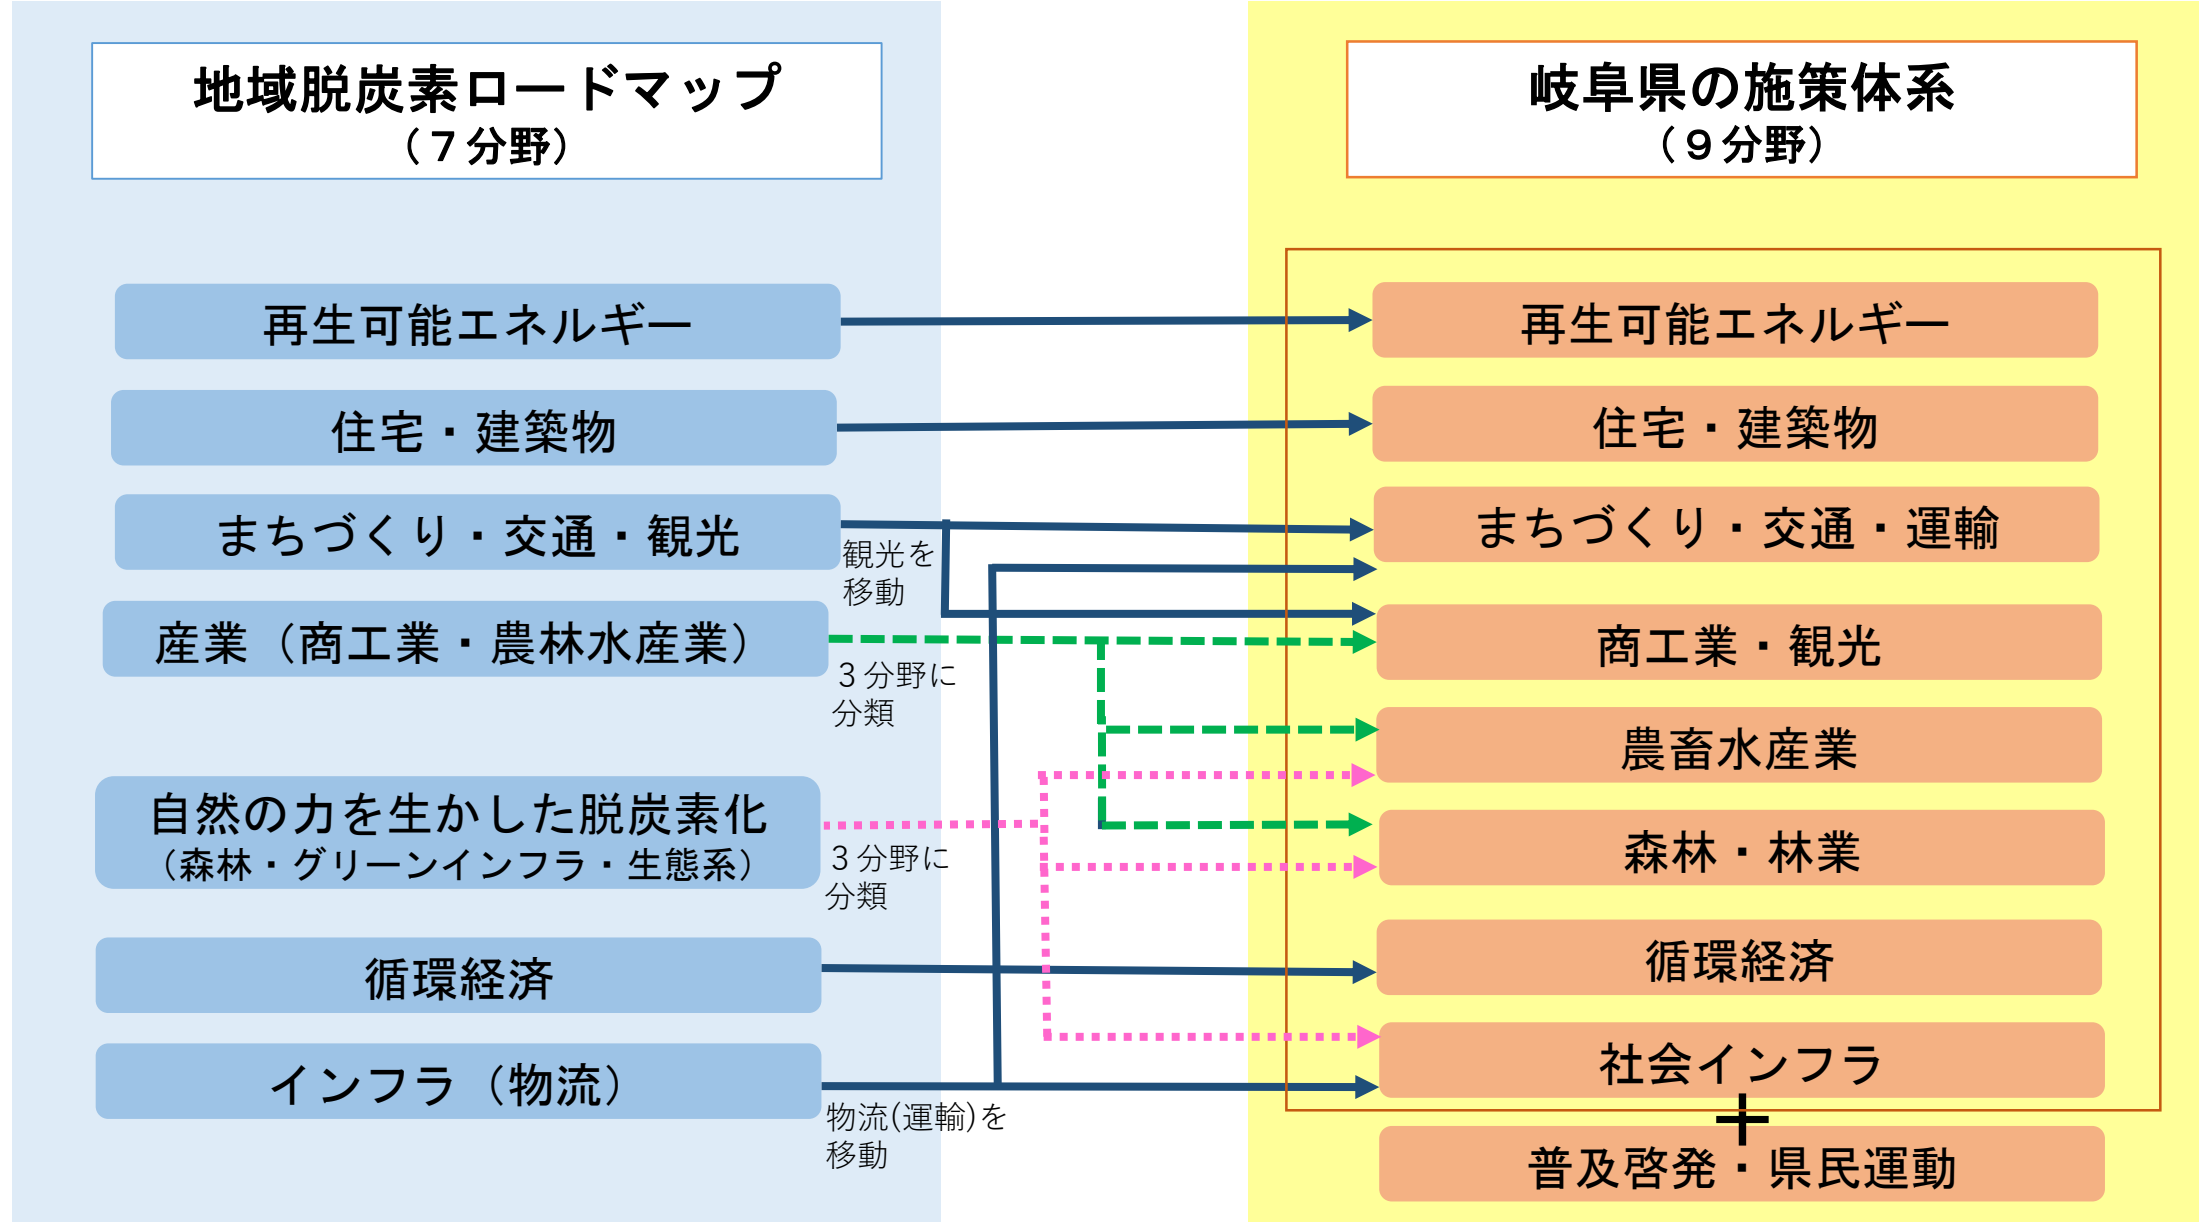 地域脱炭素ロードマップ
（７分野）
再生可能エネルギー
住宅・建築物
まちづくり・交通・観光
観光を
移動
産業（商工業・農林水産業）
３分野に
分類
自然の力を生かした脱炭素化
（森林・グリーンインフラ・生態系）
３分野に
分類
循環経済
インフラ（物流）
物流(運輸)を
移動
岐阜県の施策体系
（９分野）
再生可能エネルギー
住宅・建築物
まちづくり・交通・運輸
商工業・観光
農畜水産業
森林・林業
循環経済
社会インフラ
＋
普及啓発・県民運動